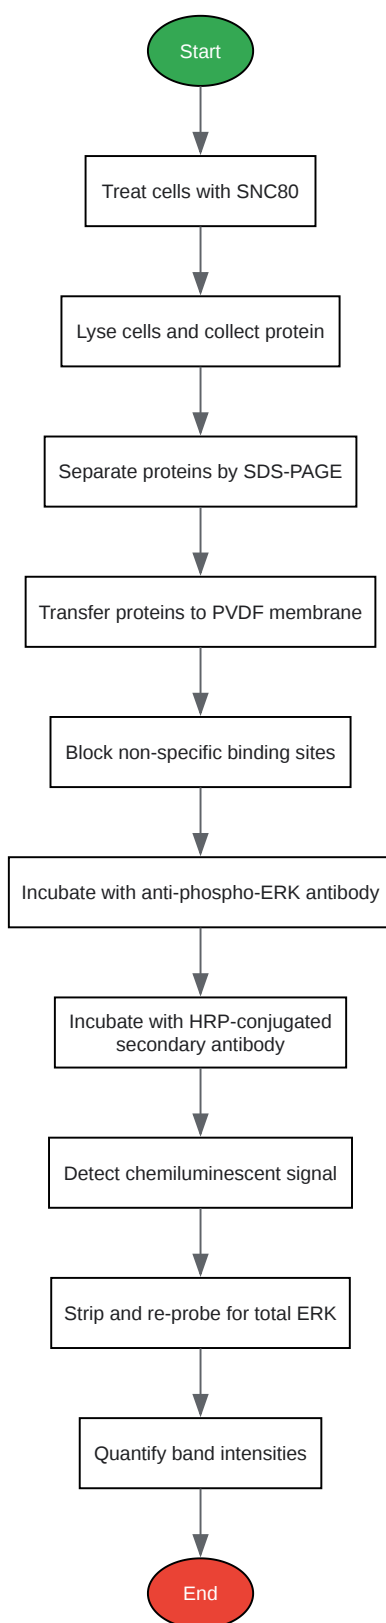 Start
Treat cells with SNC80
Lyse cells and collect protein
Separate proteins by SDS-PAGE
Transfer proteins to PVDF membrane
Block non-specific binding sites
Incubate with anti-phospho-ERK antibody
Incubate with HRP-conjugated
secondary antibody
Detect chemiluminescent signal
Strip and re-probe for total ERK
Quantify band intensities
End